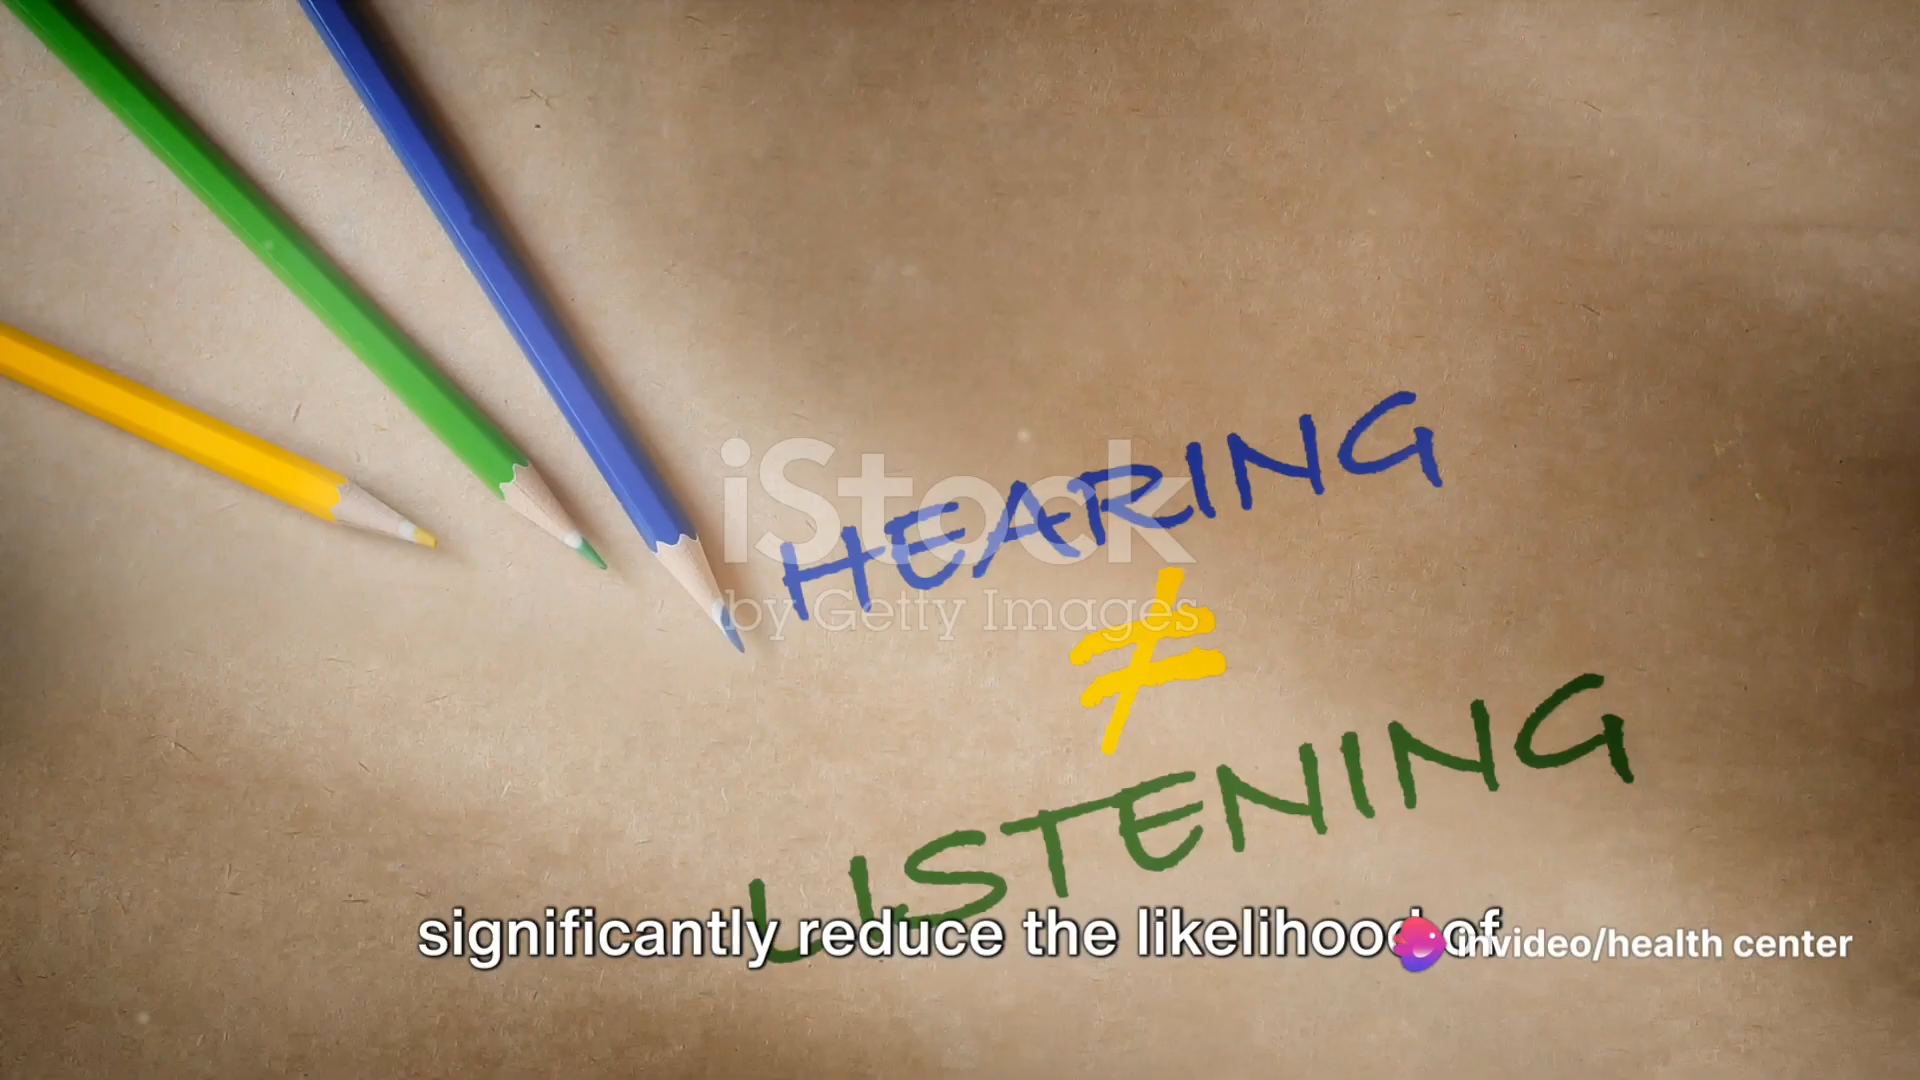 HEARING
iStock
by Getty Images
≠
LISTENING
significantly reduce the likelihood of
invideo/health center